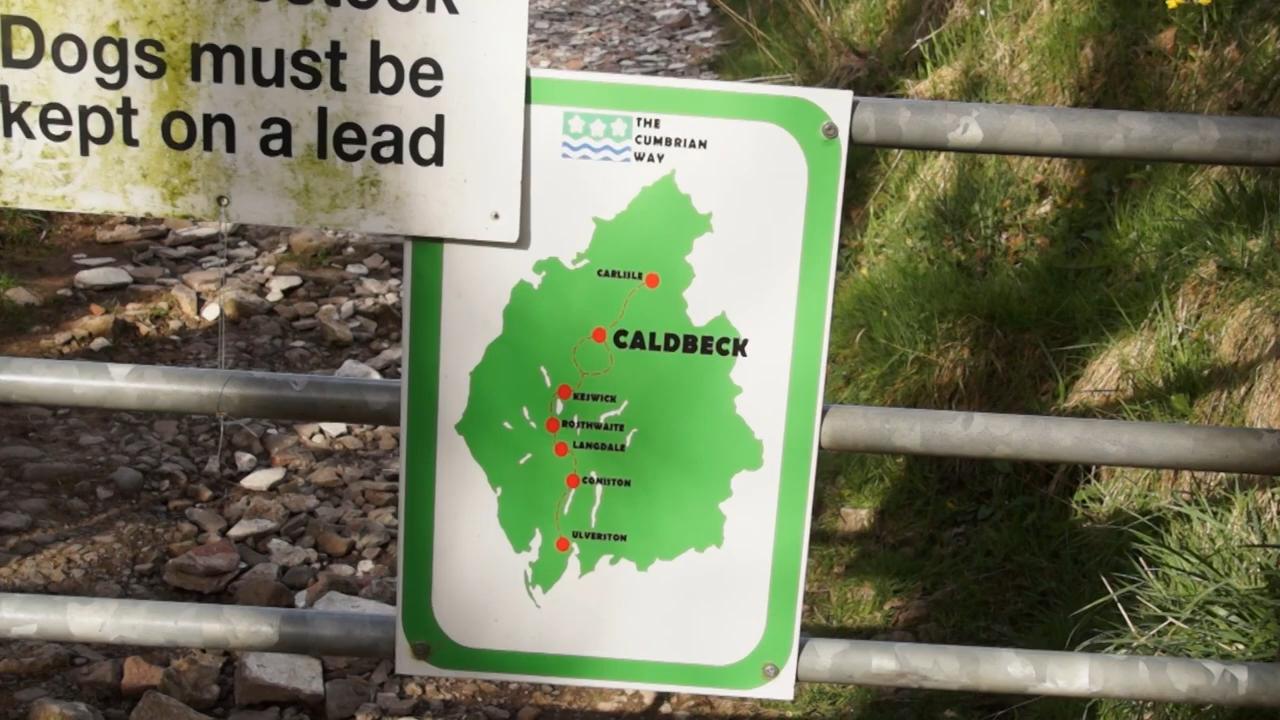 Dogs must be
kept on a lead
THE
CUMBRIAN
WAY
CARLISLE
CALDBECK
KESWICK
ROSTHWAITE
LANGDALE
CONISTON
ULVERSTON